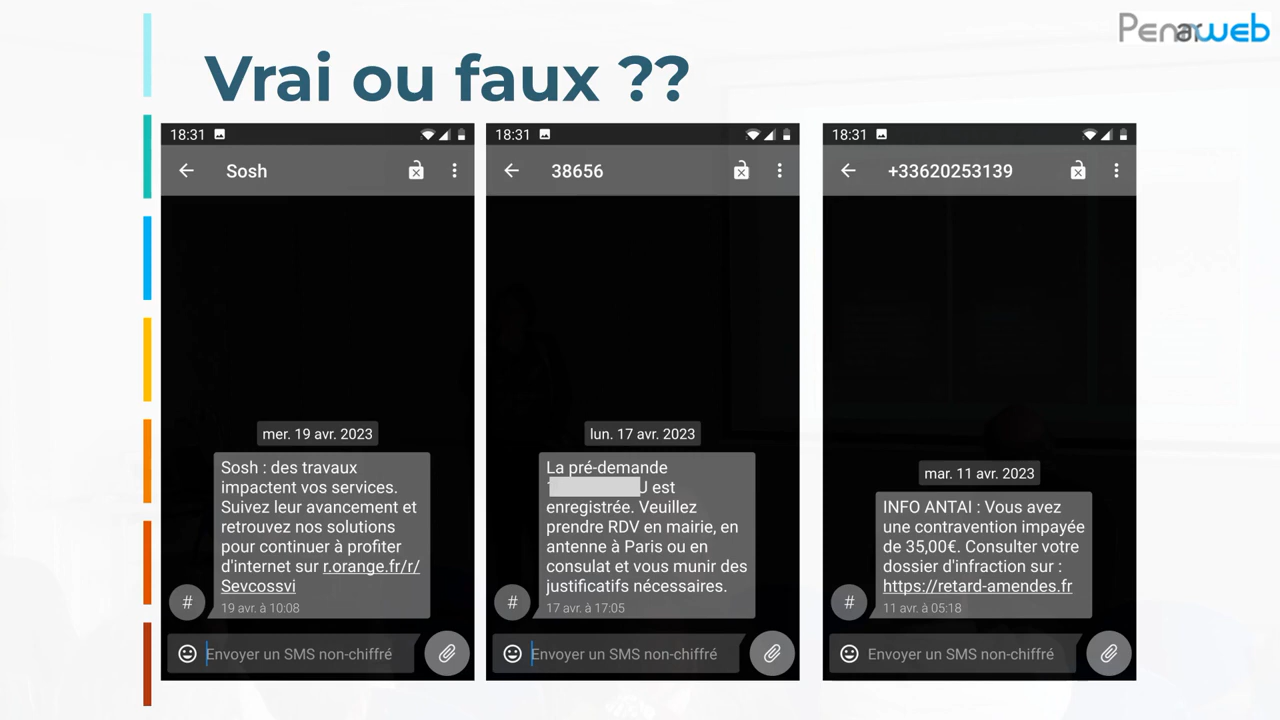 Penarweb
Vrai ou faux ??
18:31
Sosh
mer. 19 avr. 2023
Sosh : des travaux
impactent vos services.
Suivez leur avancement et
retrouvez nos solutions
pour continuer à profiter
d'internet sur r.orange.fr/r/
Sevcossvi
#
19 avr. à 10:08
Envoyer un SMS non-chiffré
18:31
38656
lun. 17 avr. 2023
La pré-demande
J est
enregistrée. Veuillez
prendre RDV en mairie, en
antenne à Paris ou en
consulat et vous munir des
justificatifs nécessaires.
#
17 avr. à 17:05
Envoyer un SMS non-chiffré
18:31
+33620253139
mar. 11 avr. 2023
INFO ANTAI : Vous avez
une contravention impayée
de 35,00€. Consulter votre
dossier d'infraction sur :
https://retard-amendes.fr
#
11 avr. à 05:18
Envoyer un SMS non-chiffré